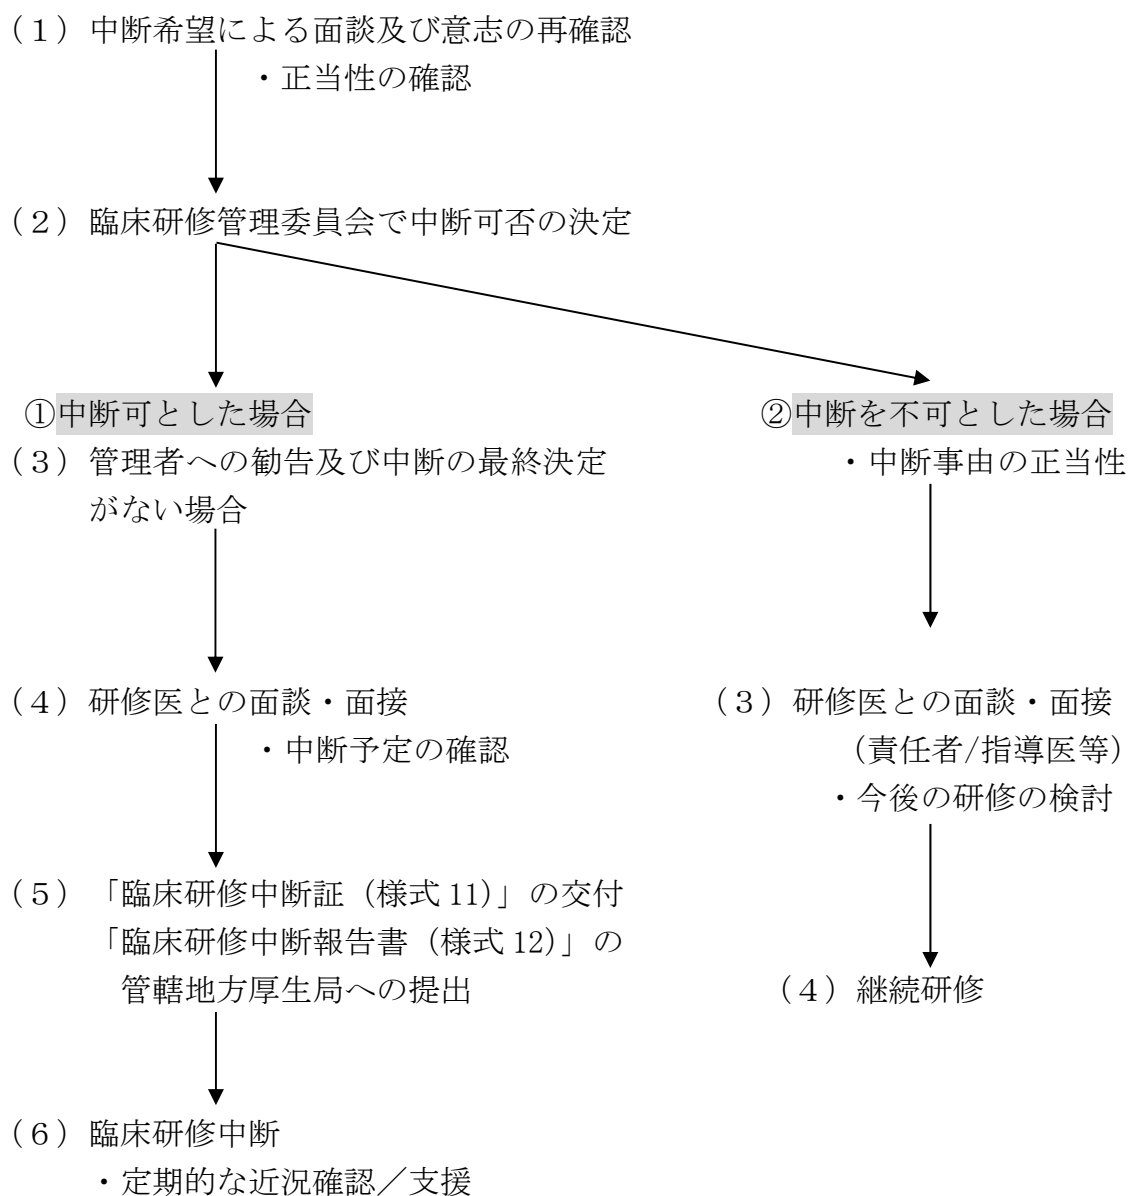 （１）中断希望による面談及び意志の再確認
・正当性の確認
（２）臨床研修管理委員会で中断可否の決定
①中断可とした場合
（３）管理者への勧告及び中断の最終決定
がない場合
（４）研修医との面談・面接
・中断予定の確認
（５）「臨床研修中断証（様式 11）」の交付
「臨床研修中断報告書（様式 12）」の
管轄地方厚生局への提出
（６）臨床研修中断
・定期的な近況確認／支援
②中断を不可とした場合
・中断事由の正当性
（３）研修医との面談・面接
（責任者/指導医等）
・今後の研修の検討
（４）継続研修